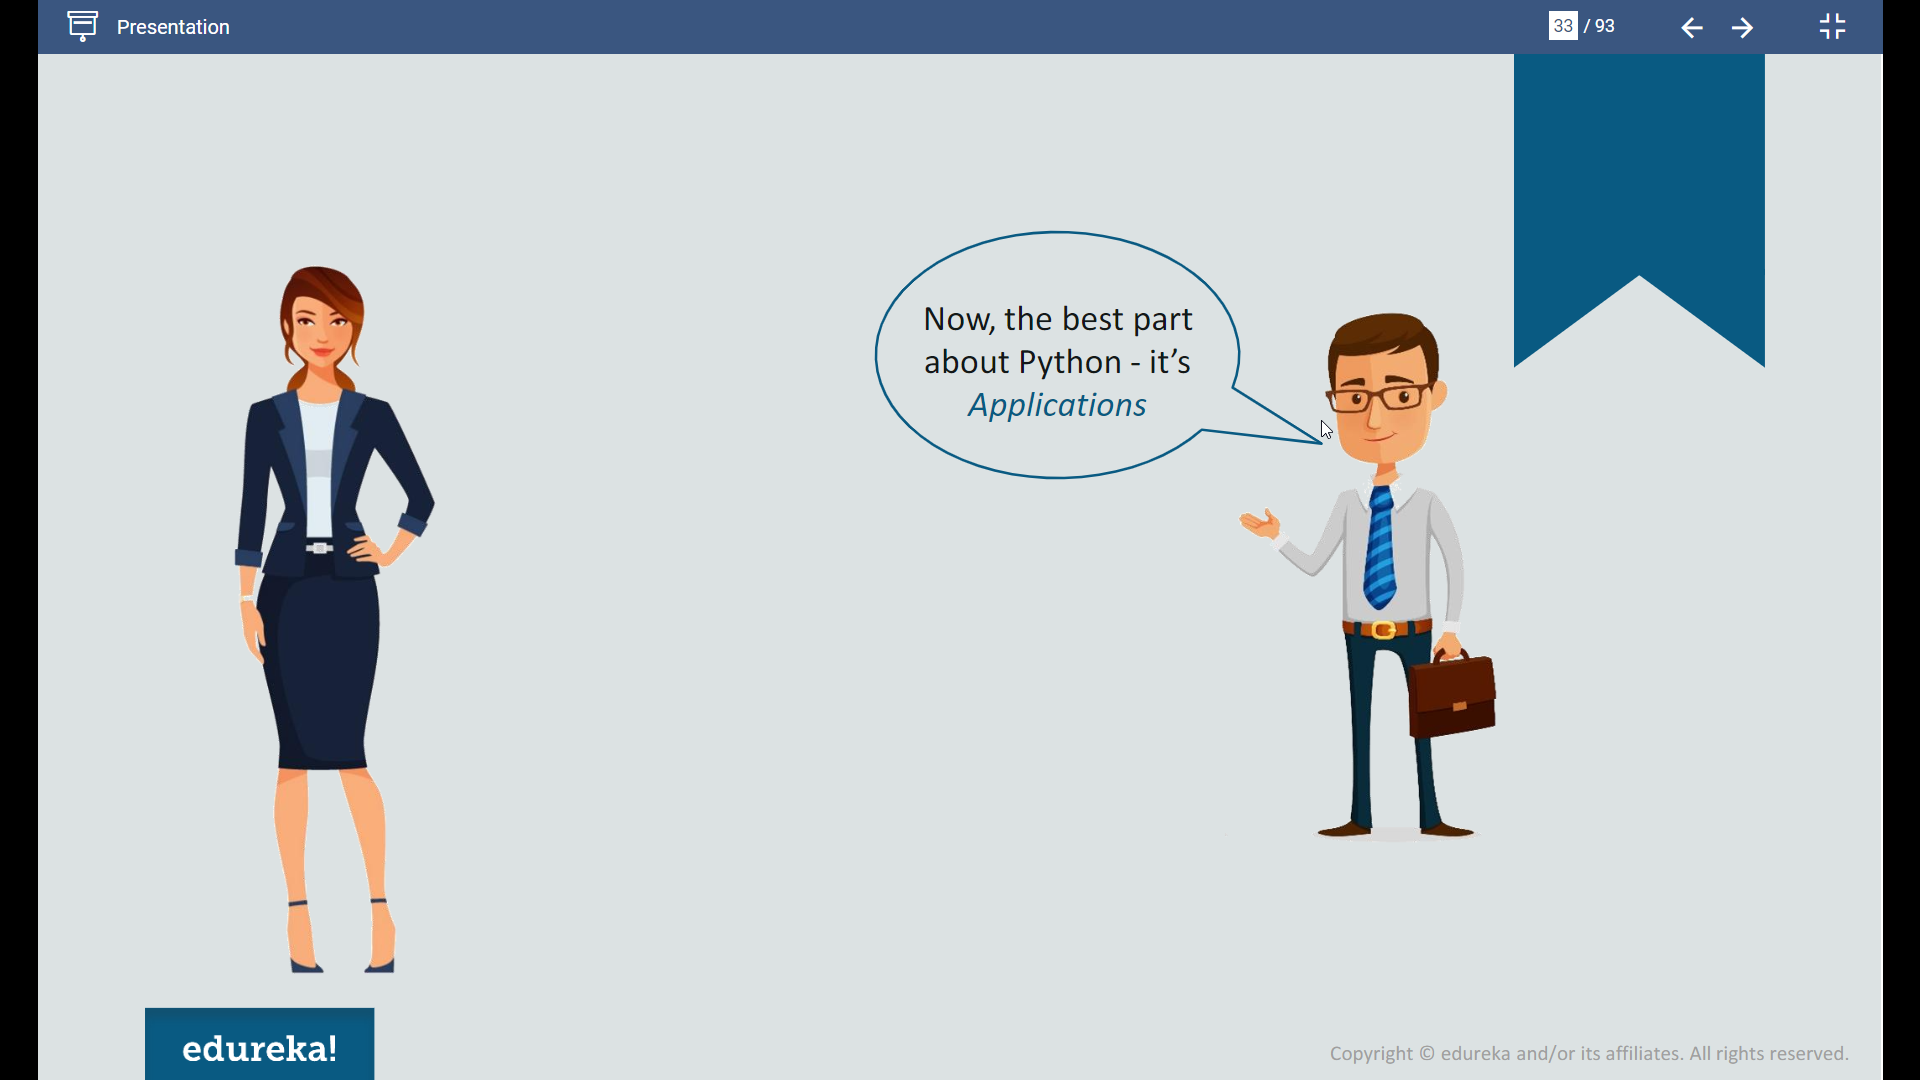 Presentation
33 / 93
Now, the best part
about Python - it’s
Applications
edureka!
Copyright © edureka and/or its affiliates. All rights reserved.